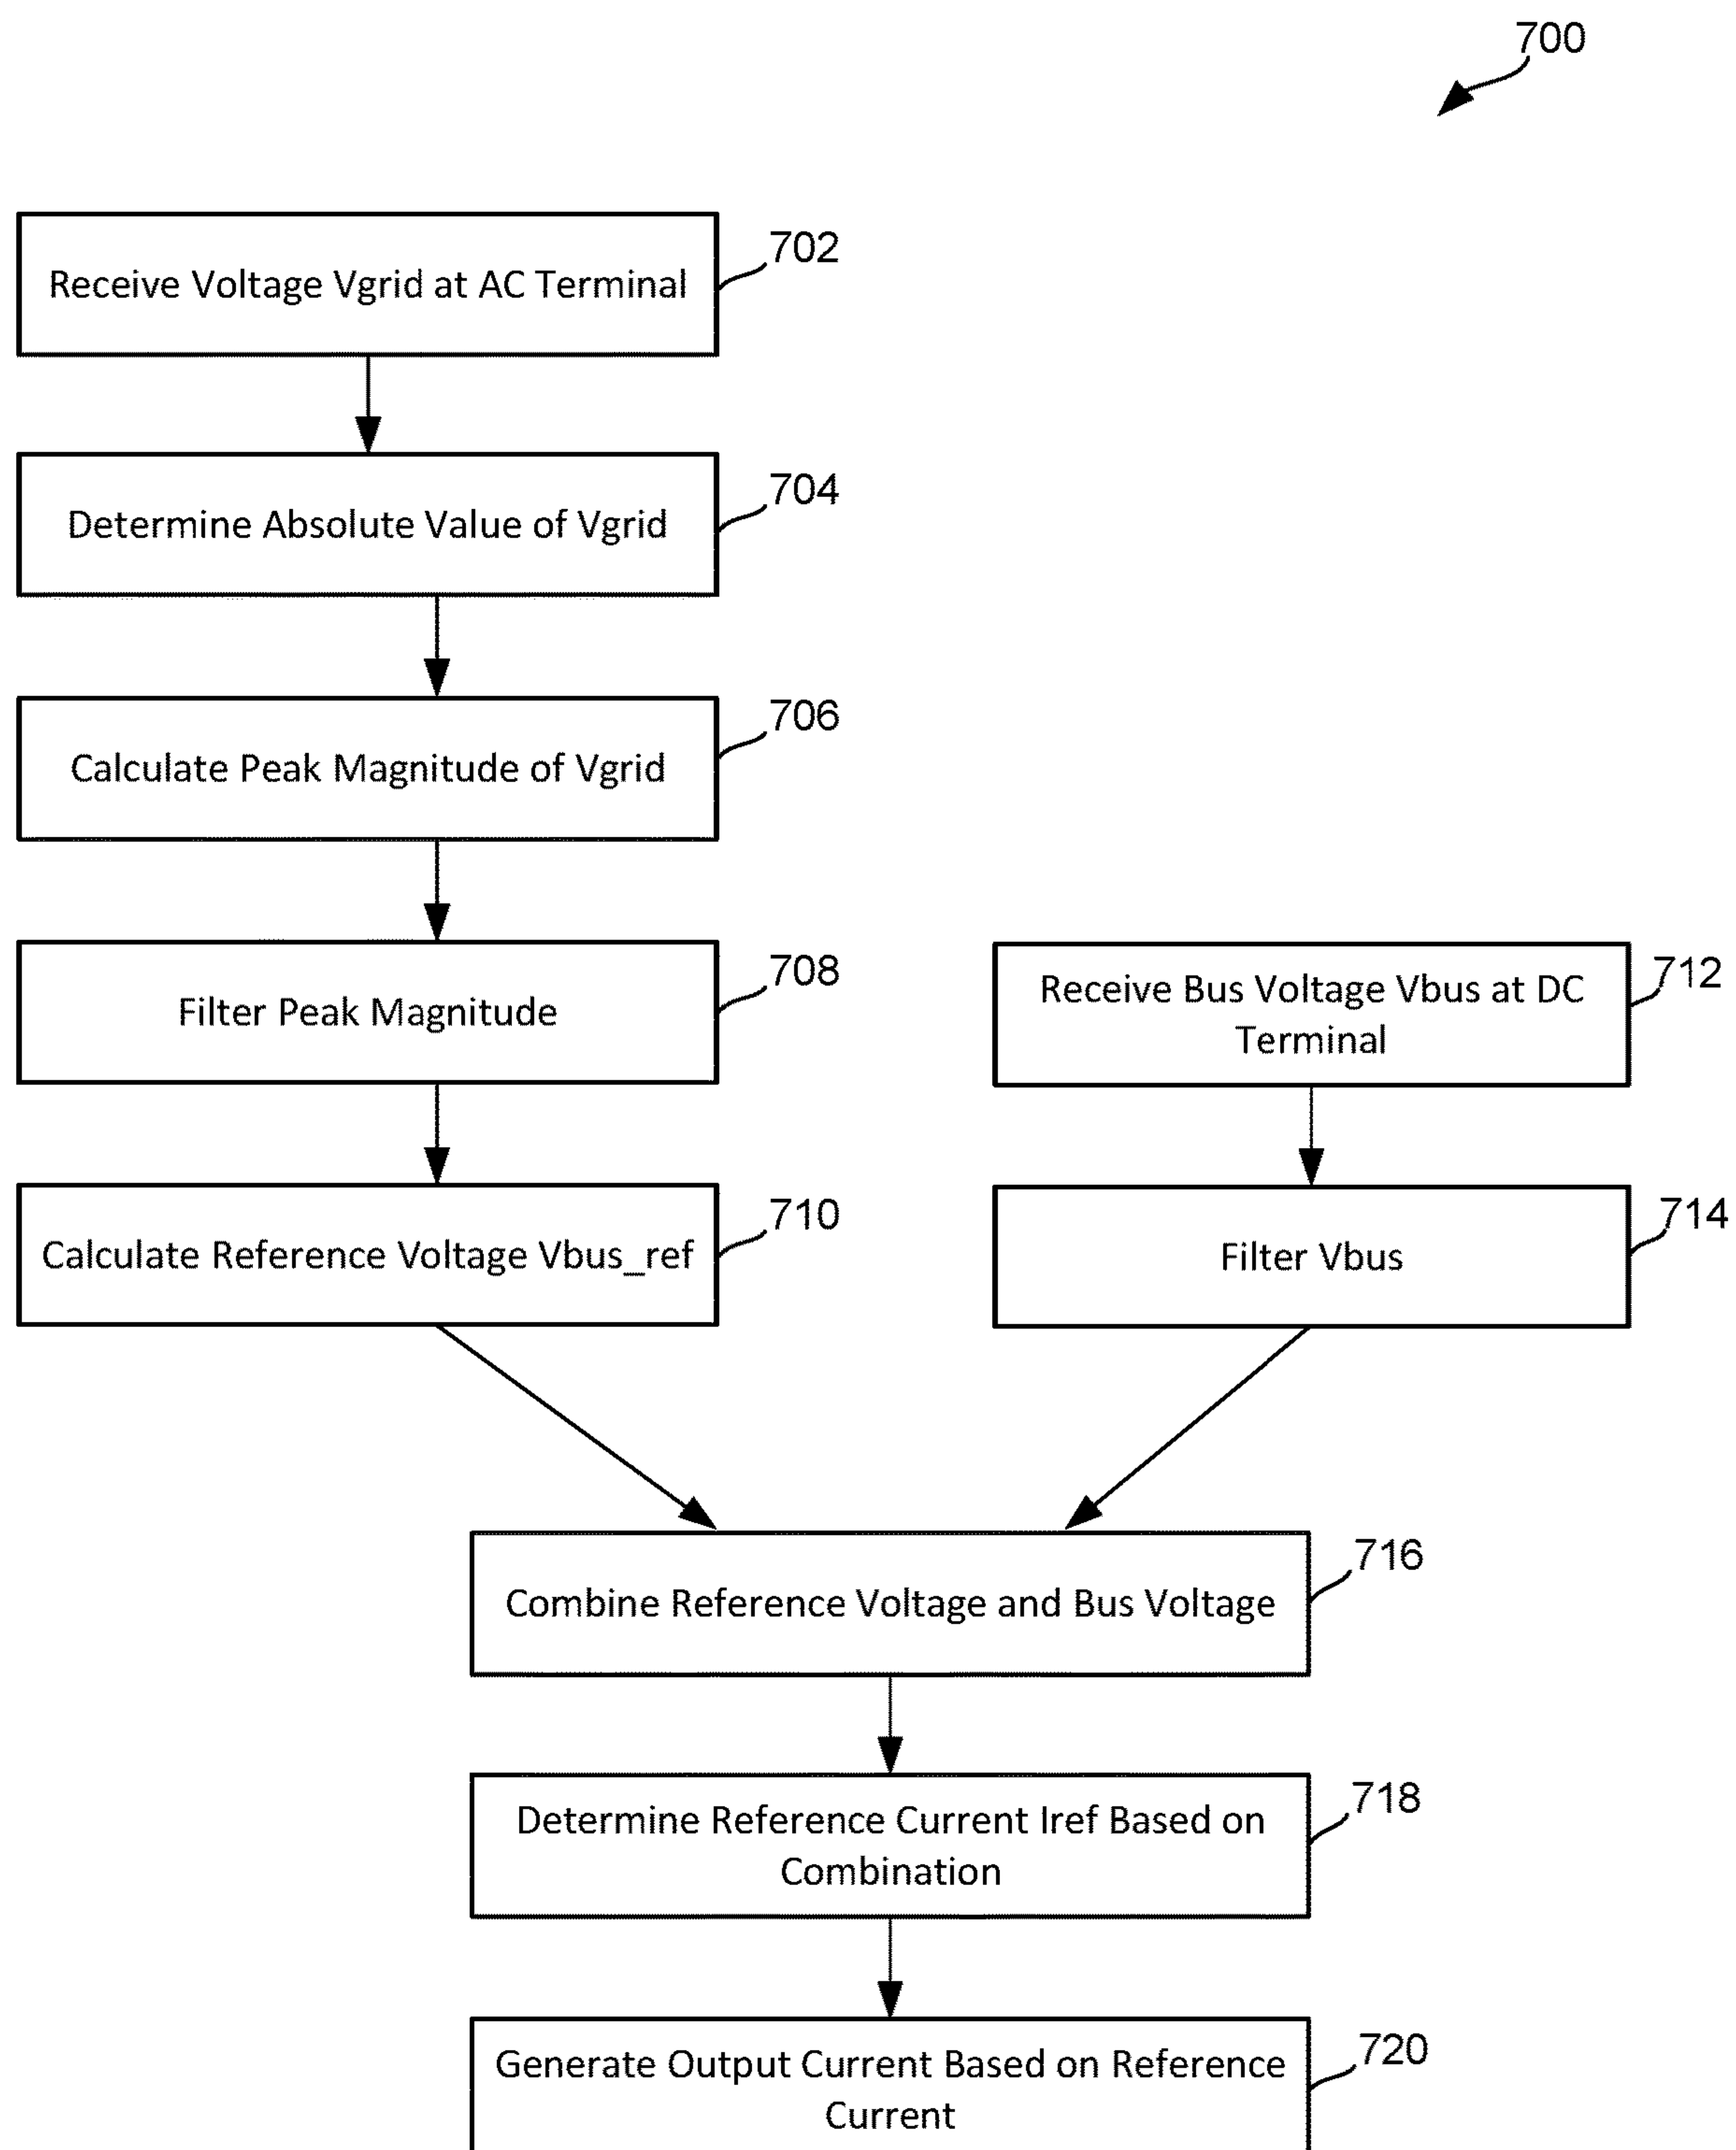 700
Receive Voltage Vgrid at AC Terminal
702
Determine Absolute Value of Vgrid
704
Calculate Peak Magnitude of Vgrid
706
Filter Peak Magnitude
708
Calculate Reference Voltage Vbus_ref
710
Receive Bus Voltage Vbus at DC
Terminal
712
Filter Vbus
714
Combine Reference Voltage and Bus Voltage
716
Determine Reference Current Iref Based on
Combination
718
Generate Output Current Based on Reference
Current
720